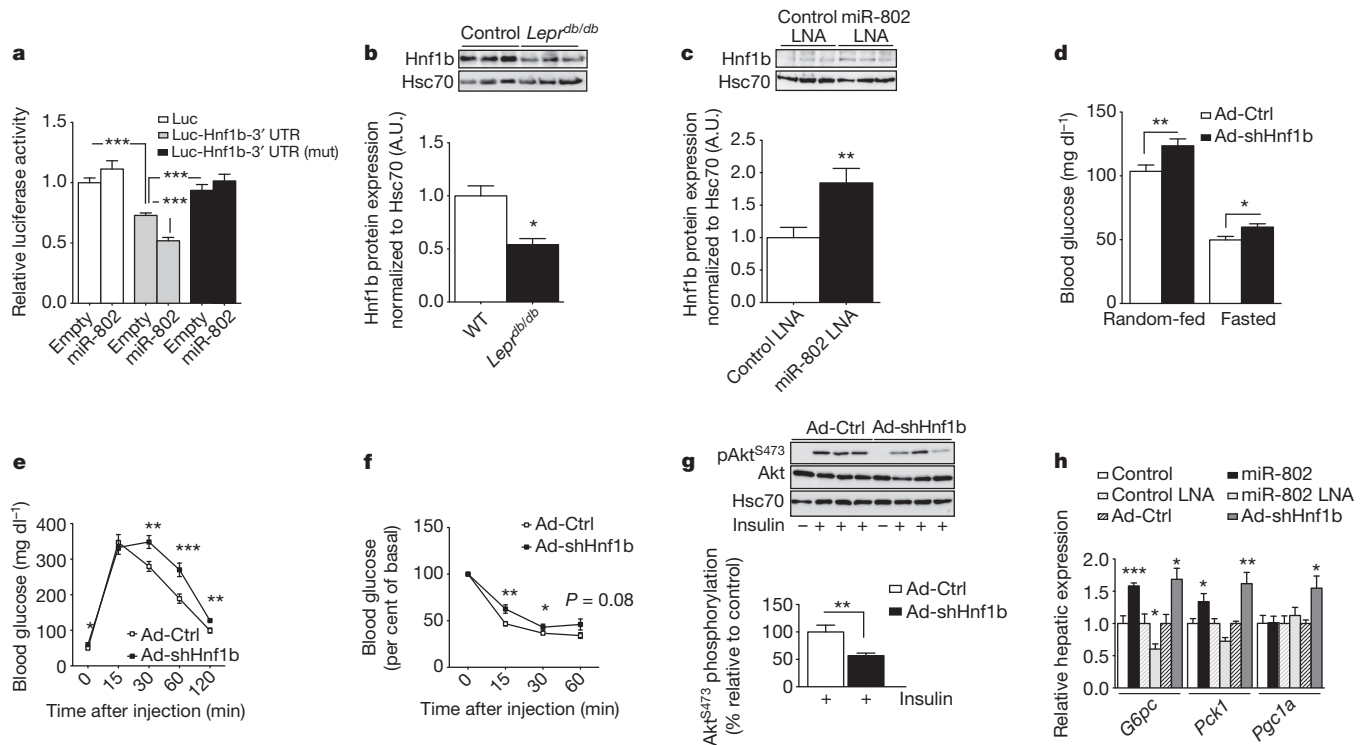 a
Luc
Luc-Hnf1b-3′ UTR
Luc-Hnf1b-3′ UTR (mut)
Relative luciferase activity
1.5
1.0
0.5
0.0
***
***
***
Empty
miR-802
Empty
miR-802
Empty
miR-802
b
Control Lepr^db/db
Hnf1b
Hsc70
Hnf1b protein expression
normalized to Hsc70 (A.U.)
1.5
1.0
0.5
0.0
*
WT
Lepr^db/db
c
Control miR-802
LNA LNA
Hnf1b
Hsc70
Hnf1b protein expression
normalized to Hsc70 (A.U.)
2.5
2.0
1.5
1.0
0.5
0.0
**
Control LNA
miR-802 LNA
d
Ad-Ctrl
Ad-shHnf1b
Blood glucose (mg dl⁻¹)
150
100
50
0
**
*
Random-fed Fasted
e
Blood glucose (mg dl⁻¹)
400
300
200
100
0
*
**
***
**
Ad-Ctrl
Ad-shHnf1b
0 15 30 60 120
Time after injection (min)
f
Blood glucose
(per cent of basal)
150
100
50
0
Ad-Ctrl
Ad-shHnf1b
**
*
P = 0.08
0 15 30 60
Time after injection (min)
g
Ad-Ctrl Ad-shHnf1b
pAkt^S473
Akt
Hsc70
Insulin − + + + − + + +
Akt^S473 phosphorylation
(% relative to control)
150
100
50
0
**
Ad-Ctrl
Ad-shHnf1b
+ + Insulin
h
Control miR-802
Control LNA miR-802 LNA
Ad-Ctrl Ad-shHnf1b
Relative hepatic expression
2.0
1.5
1.0
0.5
0.0
***
*
*
*
**
*
G6pc
Pck1
Pgc1a